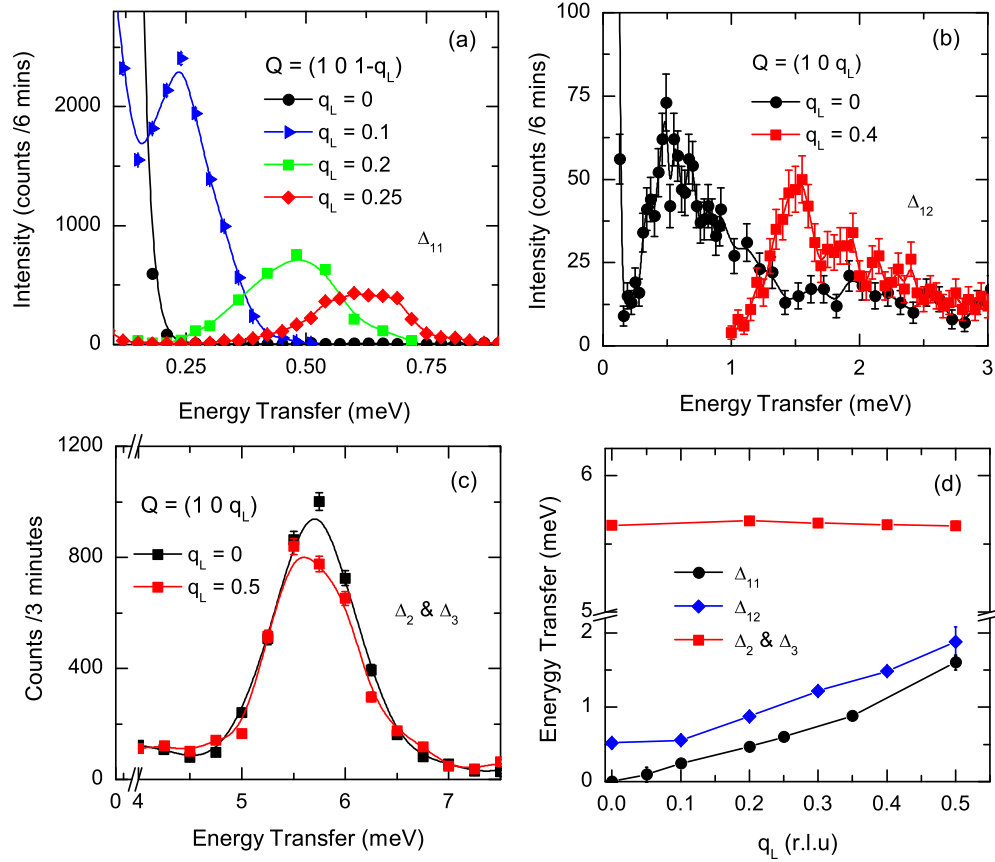 (a)
Q = (1 0 1-q_L)
q_L = 0
q_L = 0.1
q_L = 0.2
q_L = 0.25
Δ_11
Intensity (counts /6 mins)
2000
1000
0
0.25 0.50 0.75
Energy Transfer (meV)
(b)
Q = (1 0 q_L)
q_L = 0
q_L = 0.4
Δ_12
Intensity (counts /6 mins)
100
75
50
25
0
0 1 2 3
Energy Transfer (meV)
(c)
Q = (1 0 q_L)
q_L = 0
q_L = 0.5
Δ_2 & Δ_3
Counts /3 minutes
1200
1000
800
600
400
200
0
0 4 5 6 7
Energy Transfer (meV)
(d)
Δ_11
Δ_12
Δ_2 & Δ_3
Enerygy Transfer (meV)
6
5
2
1
0
0.0 0.1 0.2 0.3 0.4 0.5
q_L (r.l.u)